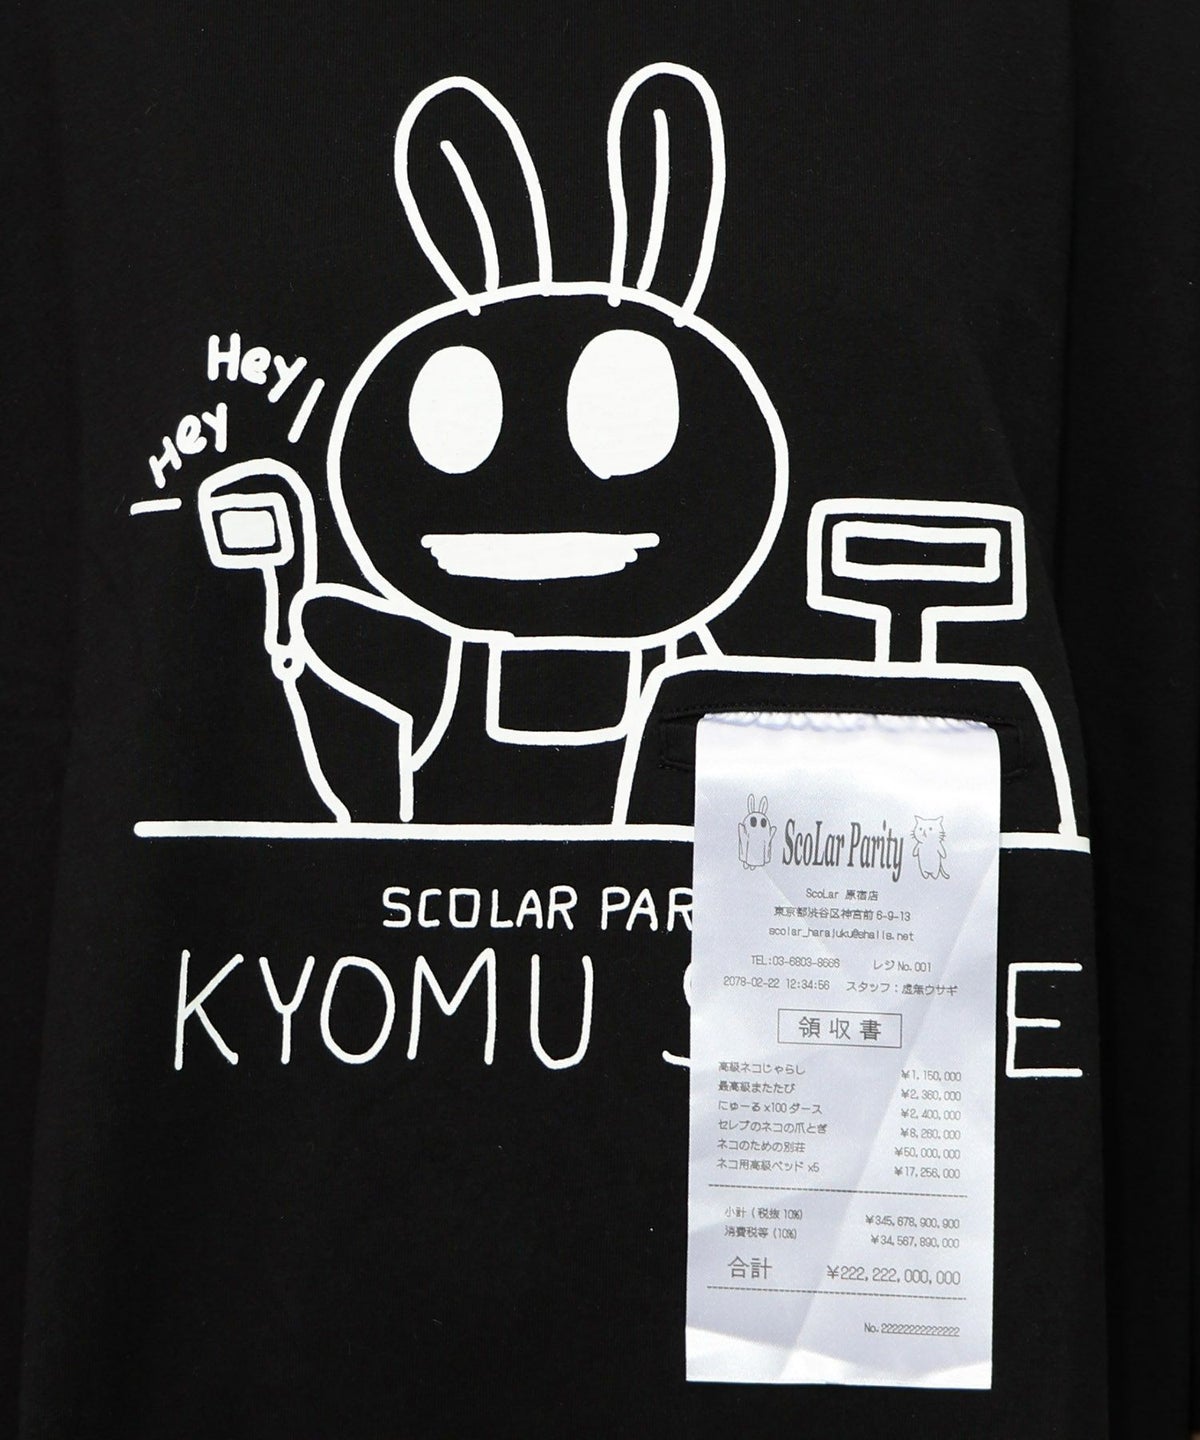 Hey
Hey
SCOLAR PAR
KYOMU S E
ScoLar Parity
ScoLar 原宿店
東京都渋谷区神宮前 6-9-13
scolar_harajuku@shalls.net
TEL:03-6803-8666 レジNo.001
2078-02-22 12:34:56 スタッフ:虚無ウサギ
領収書
高級ネコじゃらし ¥1,150,000
最高級またたび ¥2,360,000
にゅーる x100ダース ¥2,400,000
セレブのネコの爪とぎ ¥8,260,000
ネコのための別荘 ¥50,000,000
ネコ用高級ベッド x5 ¥17,256,000
小計(税抜10%) ¥345,678,900,900
消費税等(10%) ¥34,567,890,000
合計 ¥222,222,000,000
No.22222222222222